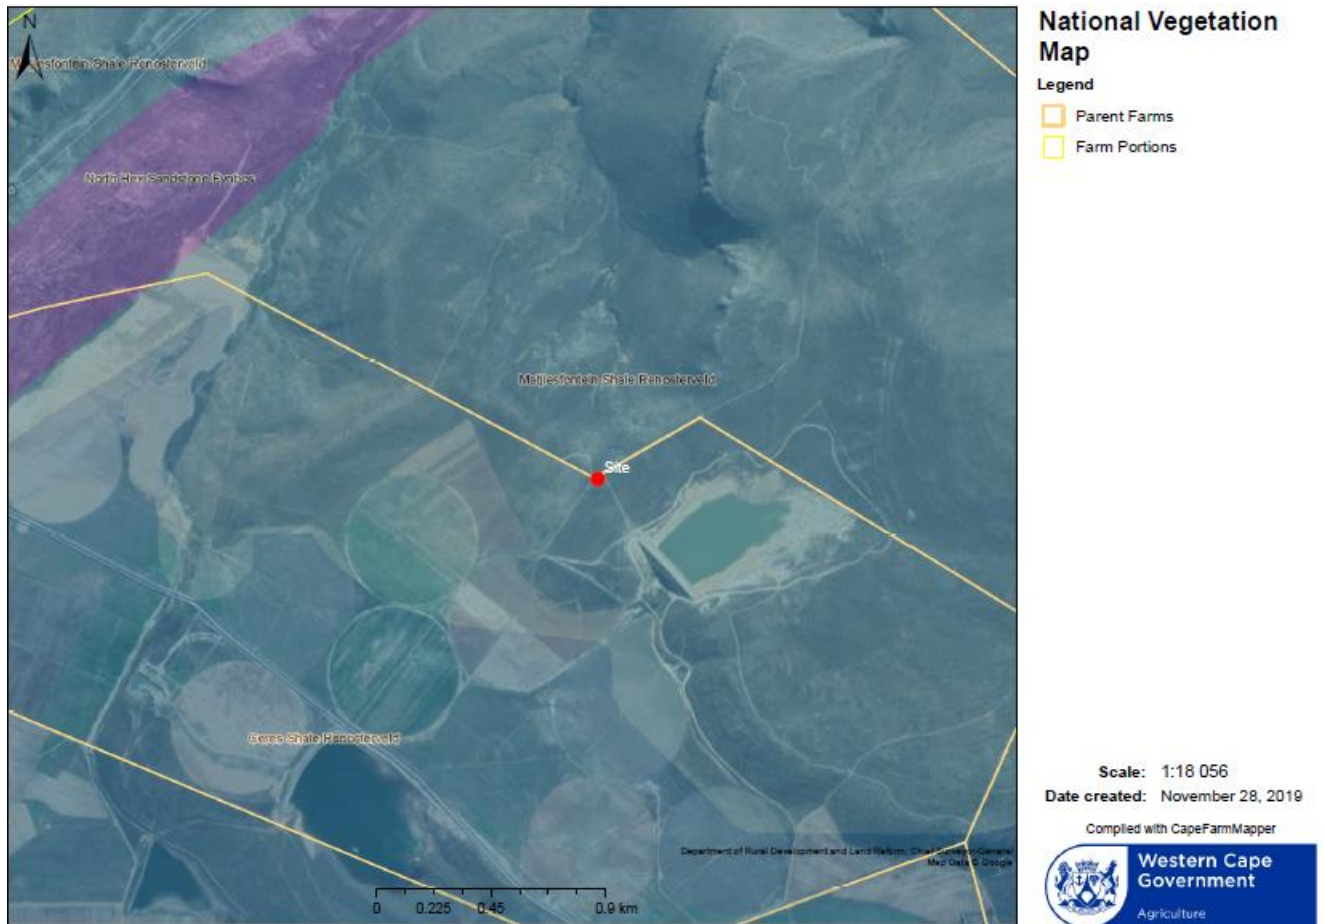 N
Matjiesfontein Shale Renosterveld
North Hex Sandstone Fynbos
Matjiesfontein Shale Renosterveld
Site
Ceres Shale Renosterveld
Department of Rural Development and Land Reform: Chief Surveyor-General
Map Data © Google
0 0.225 0.45 0.9 km
National Vegetation
Map
Legend
Parent Farms
Farm Portions
Scale: 1:18 056
Date created: November 28, 2019
Compiled with CapeFarmMapper
Western Cape
Government
Agriculture